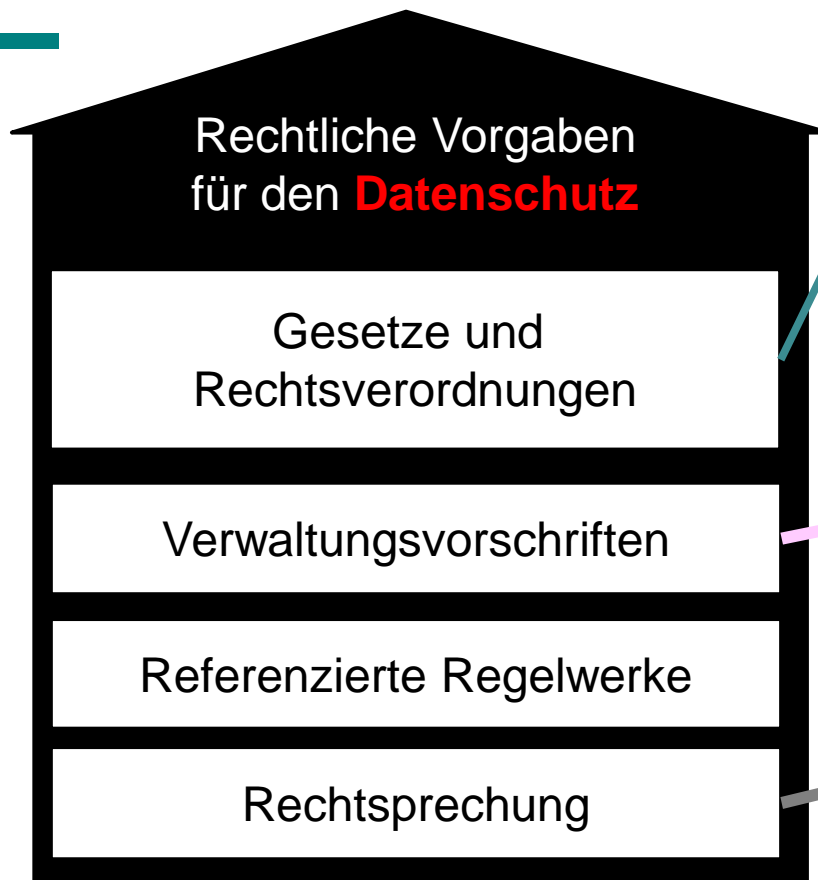 Rechtliche Vorgaben
für den Datenschutz
Gesetze und
Rechtsverordnungen
Verwaltungsvorschriften
Referenzierte Regelwerke
Rechtsprechung